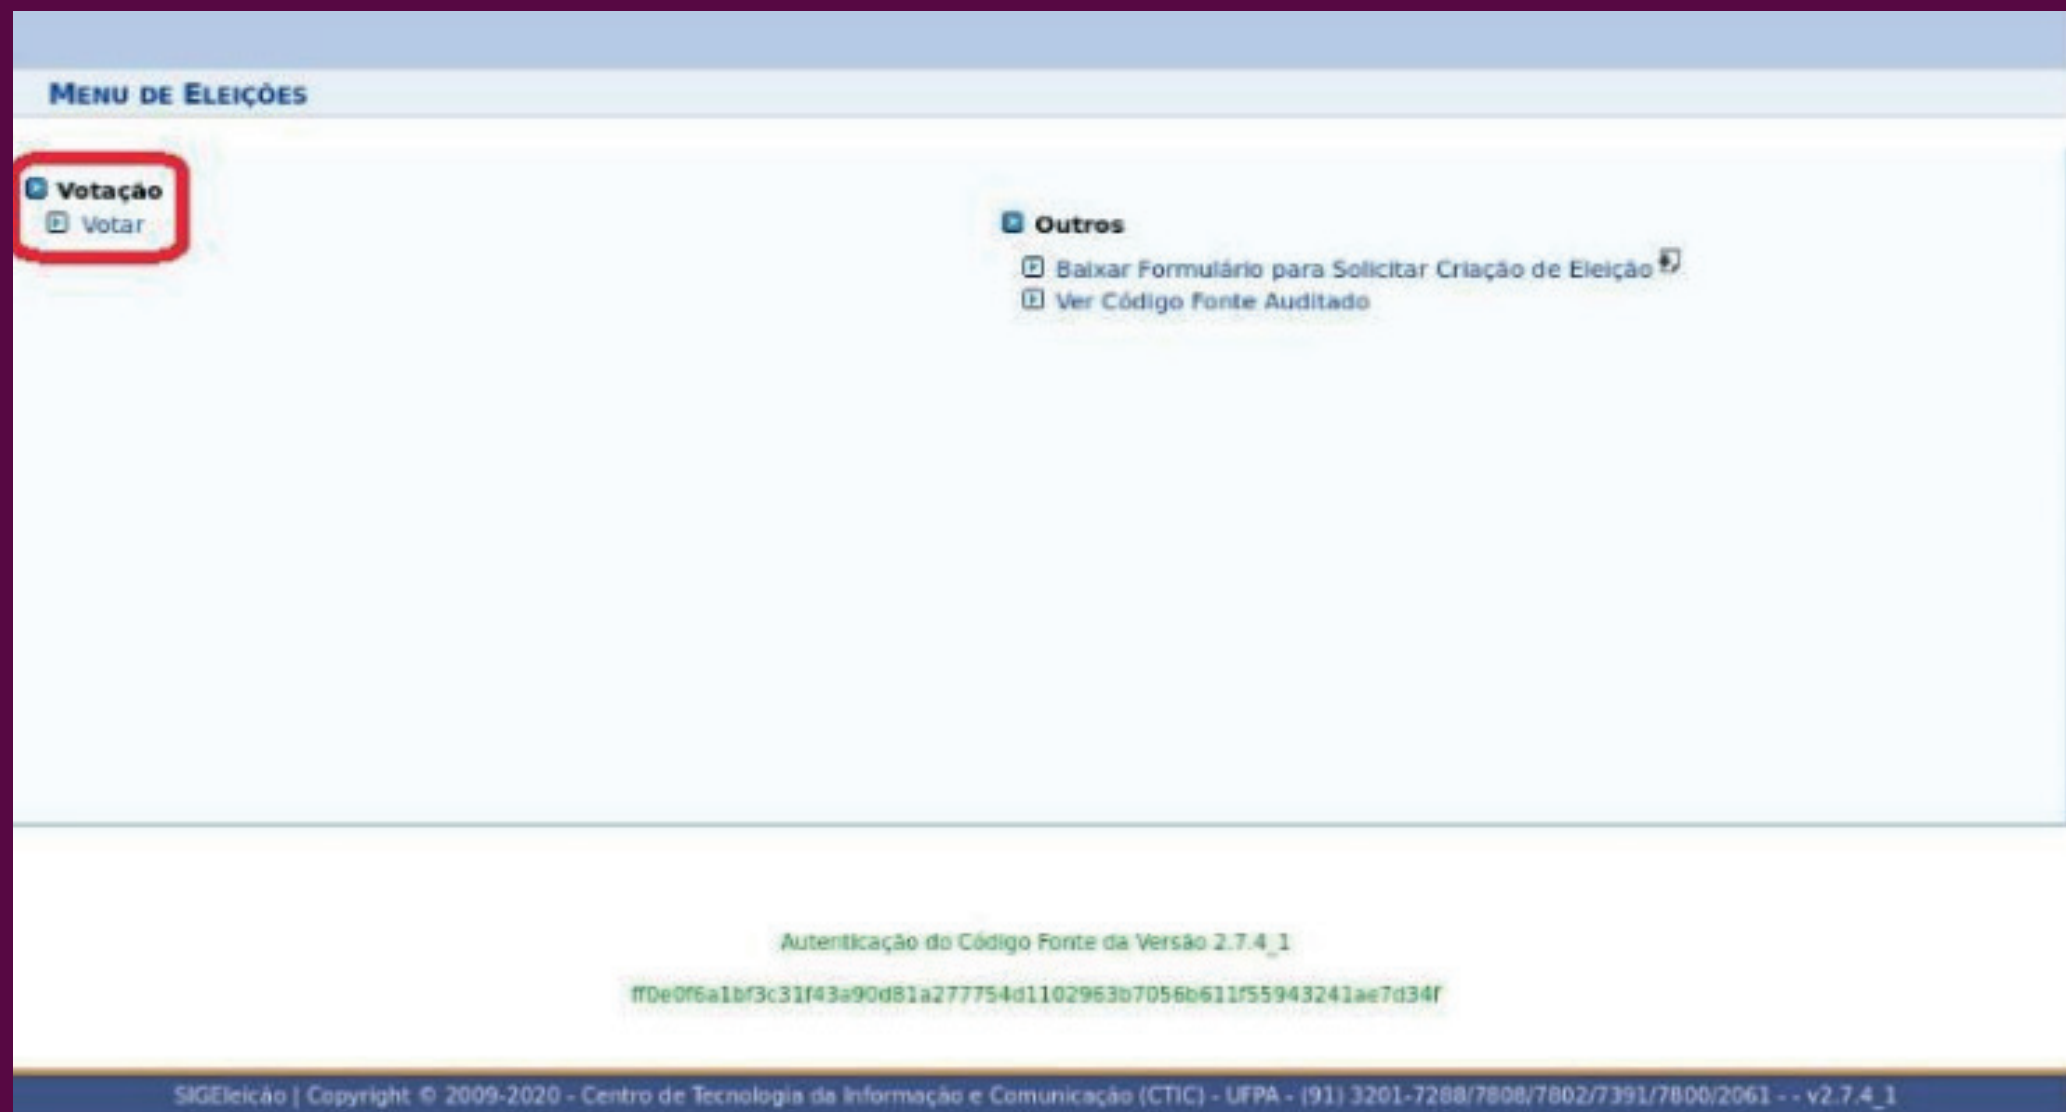 MENU DE ELEIÇÕES
Votação
Votar
Outros
Baixar Formulário para Solicitar Criação de Eleição
Ver Código Fonte Auditado
Autenticação do Código Fonte da Versão 2.7.4_1
ff0e0f6a1bf3c31f43a90d81a277754d1102963b7056b611f55943241ae7d34f
SIGEleição | Copyright © 2009-2020 - Centro de Tecnologia da Informação e Comunicação (CTIC) - UFPA - (91) 3201-7288/7808/7802/7391/7800/2061 - - v2.7.4_1